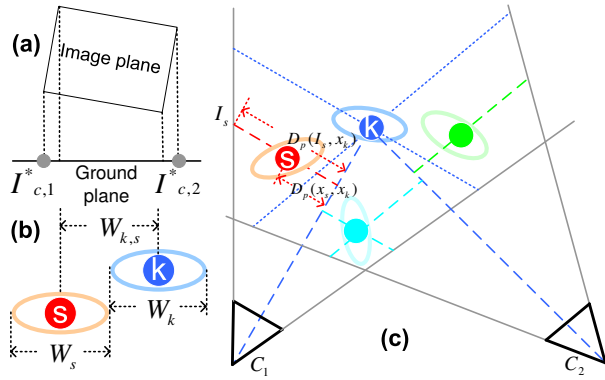 (a)
Image plane
I*c,1
Ground plane
I*c,2
(b)
Wk,s
k
s
Wk
Ws
Is
Dp(Is, xk)
k
s
Dp(xs, xk)
(c)
C1
C2